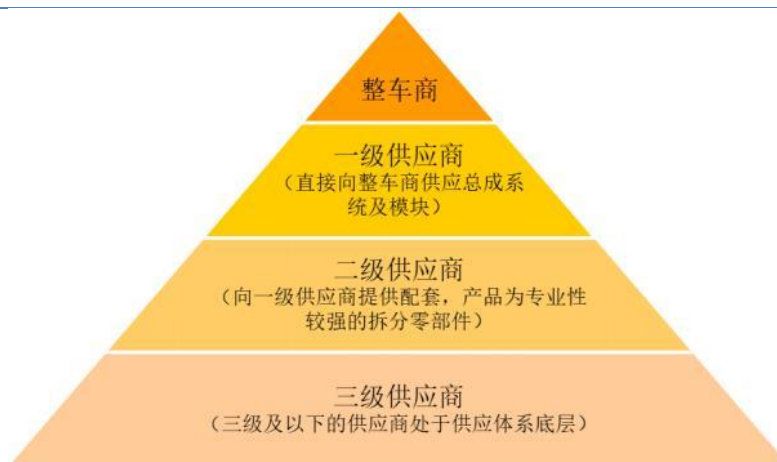 整车商
一级供应商
（直接向整车商供应总成系
统及模块）
二级供应商
（向一级供应商提供配套，产品为专业性
较强的拆分零部件）
三级供应商
（三级及以下的供应商处于供应体系底层）